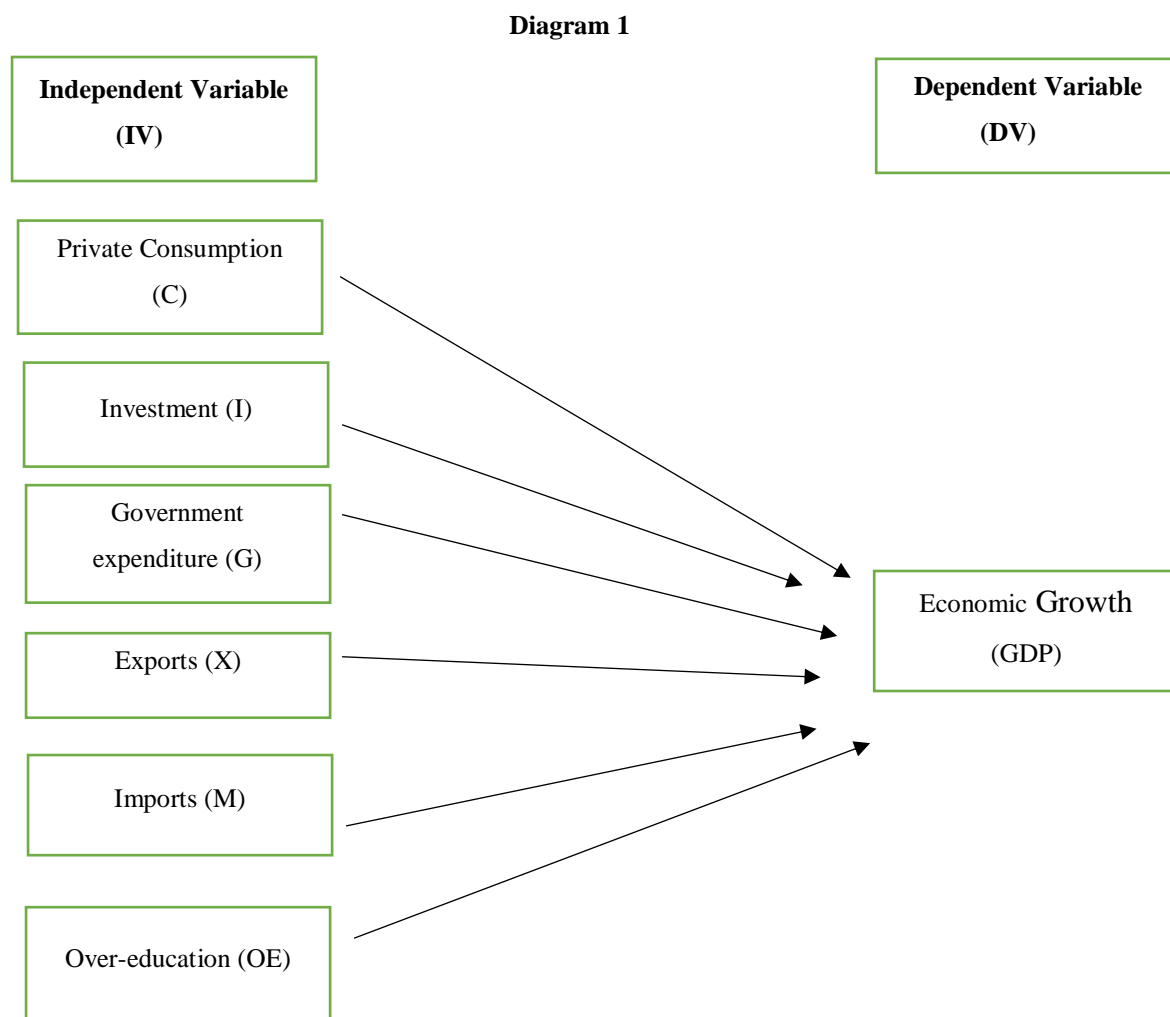 Diagram 1
Independent Variable
(IV)
Dependent Variable
(DV)
Private Consumption
(C)
Investment (I)
Government
expenditure (G)
Exports (X)
Imports (M)
Over-education (OE)
Economic Growth
(GDP)